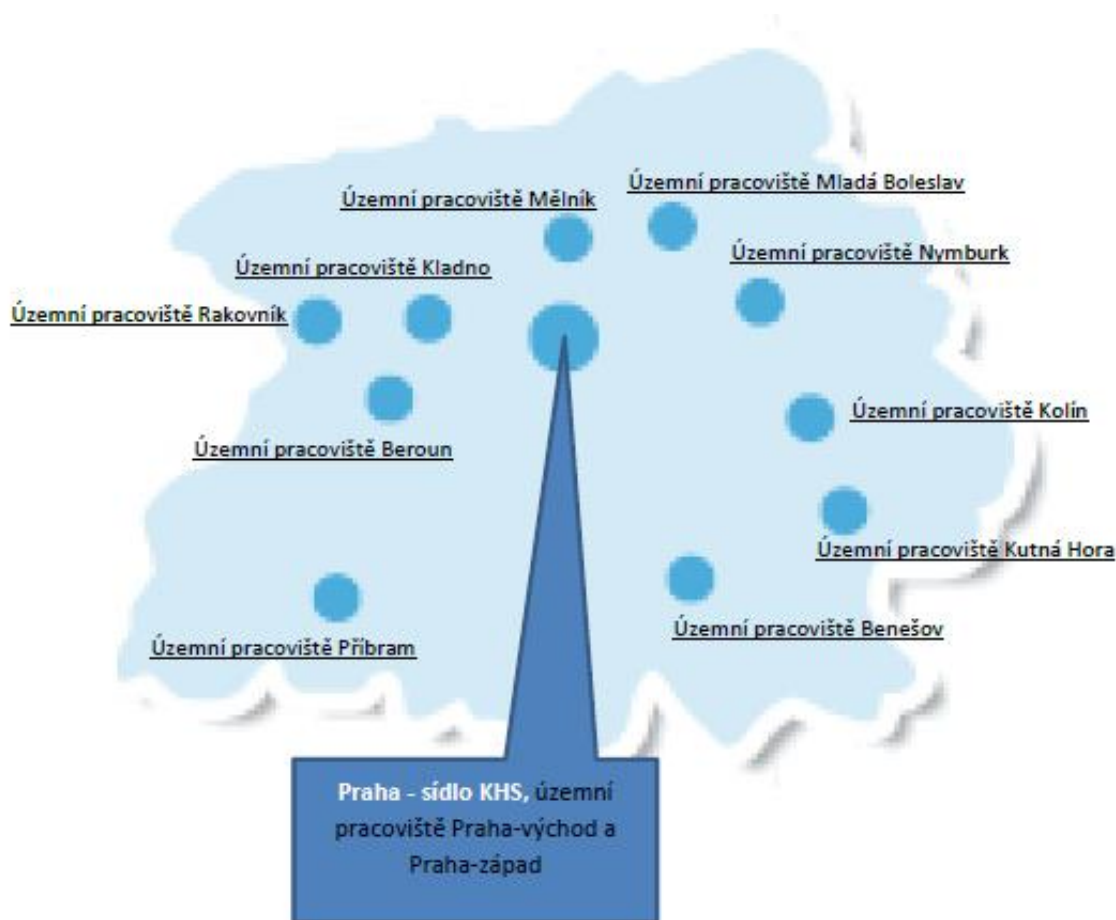 Území pracoviště Mladá Boleslav
Územní pracoviště Mělník
Územní pracoviště Nymburk
Územní pracoviště Kladno
Územní pracoviště Rakovník
Územní pracoviště Kolín
Územní pracoviště Beroun
Územní pracoviště Kutná Hora
Územní pracoviště Benešov
Územní pracoviště Příbram
Praha - sídlo KHS, územní
pracoviště Praha-východ a
Praha-západ